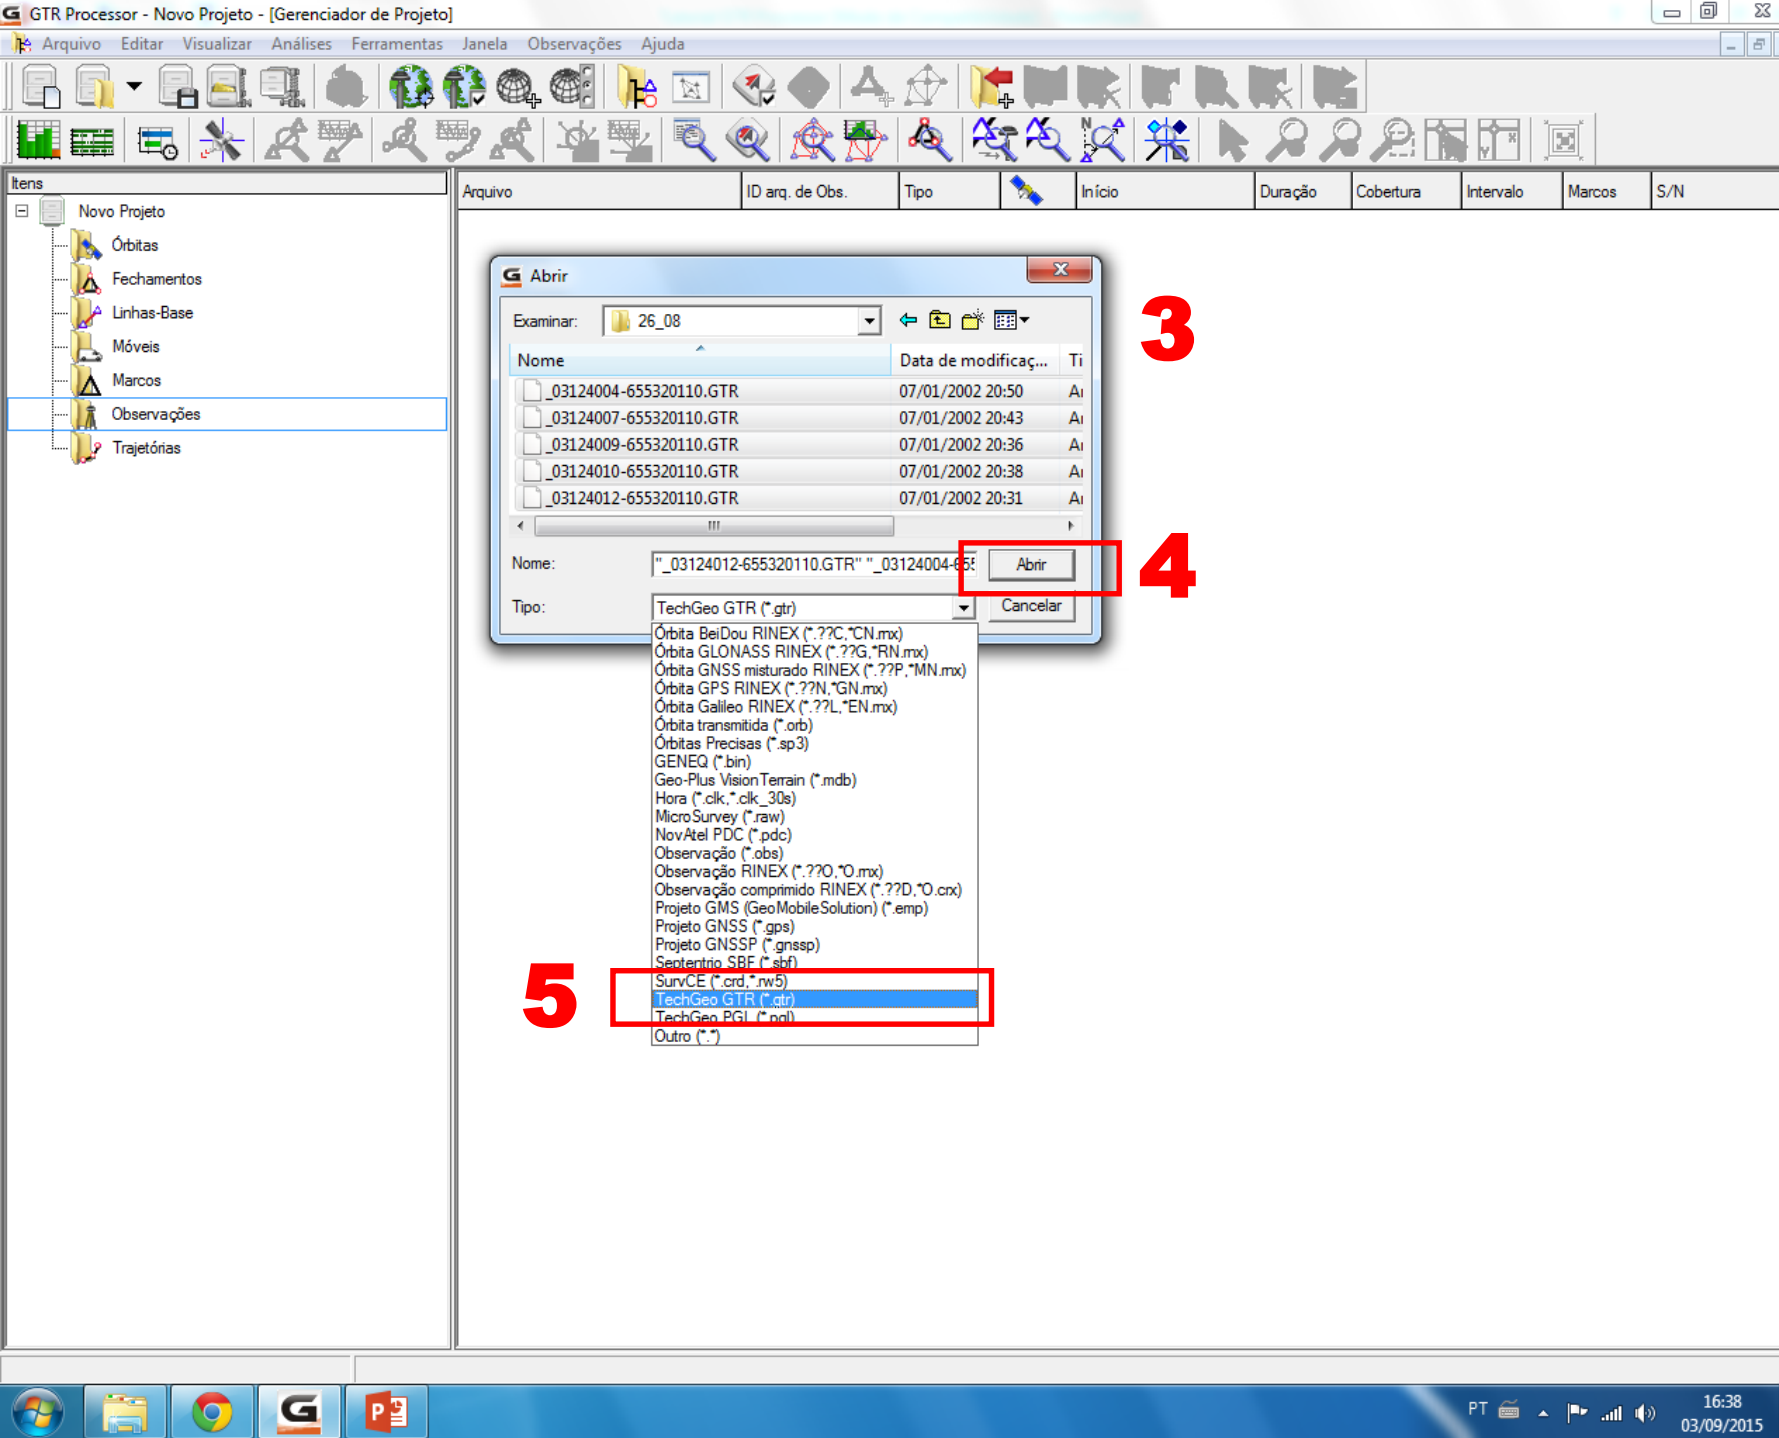 GTR Processor - Novo Projeto - [Gerenciador de Projeto]
Arquivo Editar Visualizar Análises Ferramentas Janela Observações Ajuda
Itens
Novo Projeto
Órbitas
Fechamentos
Linhas-Base
Móveis
Marcos
Observações
Trajetórias
Arquivo ID arq. de Obs. Tipo Início Duração Cobertura Intervalo Marcos S/N
Abrir
3
Examinar: 26_08
Nome Data de modificaç... Ti
_03124004-655320110.GTR 07/01/2002 20:50 Ar
_03124007-655320110.GTR 07/01/2002 20:43 Ar
_03124009-655320110.GTR 07/01/2002 20:36 Ar
_03124010-655320110.GTR 07/01/2002 20:38 Ar
_03124012-655320110.GTR 07/01/2002 20:31 Ar
Nome: "_03124012-655320110.GTR" "_03124004-655 Abrir
4
Tipo: TechGeo GTR (*.gtr) Cancelar
Órbita BeiDou RINEX (*.??C,*CN.rnx)
Órbita GLONASS RINEX (*.??G,*RN.rnx)
Órbita GNSS misturado RINEX (*.??P,*MN.rnx)
Órbita GPS RINEX (*.??N,*GN.rnx)
Órbita Galileo RINEX (*.??L,*EN.rnx)
Órbita transmitida (*.orb)
Órbitas Precisas (*.sp3)
GENEQ (*.bin)
Geo-Plus VisionTerrain (*.mdb)
Hora (*.clk,*.clk_30s)
MicroSurvey (*.raw)
NovAtel PDC (*.pdc)
Observação (*.obs)
Observação RINEX (*.??O,*O.rnx)
Observação comprimido RINEX (*.??D,*O.crx)
Projeto GMS (GeoMobileSolution) (*.emp)
Projeto GNSS (*.gps)
Projeto GNSSP (*.gnssp)
Septentrio SBF (*.sbf)
SurvCE (*.crd,*.rw5)
5
TechGeo GTR (*.gtr)
TechGeo PGL (*.pgl)
Outro (*.*)
PT
16:38
03/09/2015